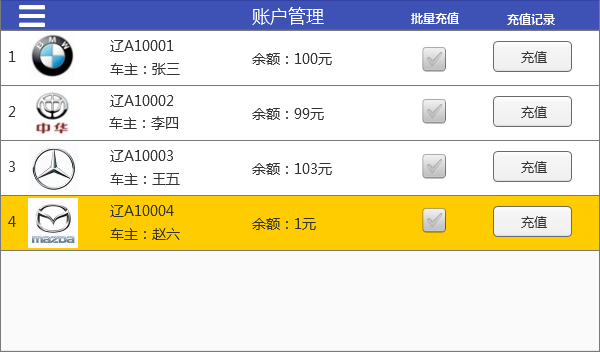 账户管理 批量充值 充值记录
1 BMW 辽A10001 余额：100元 充值
车主：张三
2 中华 辽A10002 余额：99元 充值
车主：李四
3 辽A10003 余额：103元 充值
车主：王五
4 mazda 辽A10004 余额：1元 充值
车主：赵六